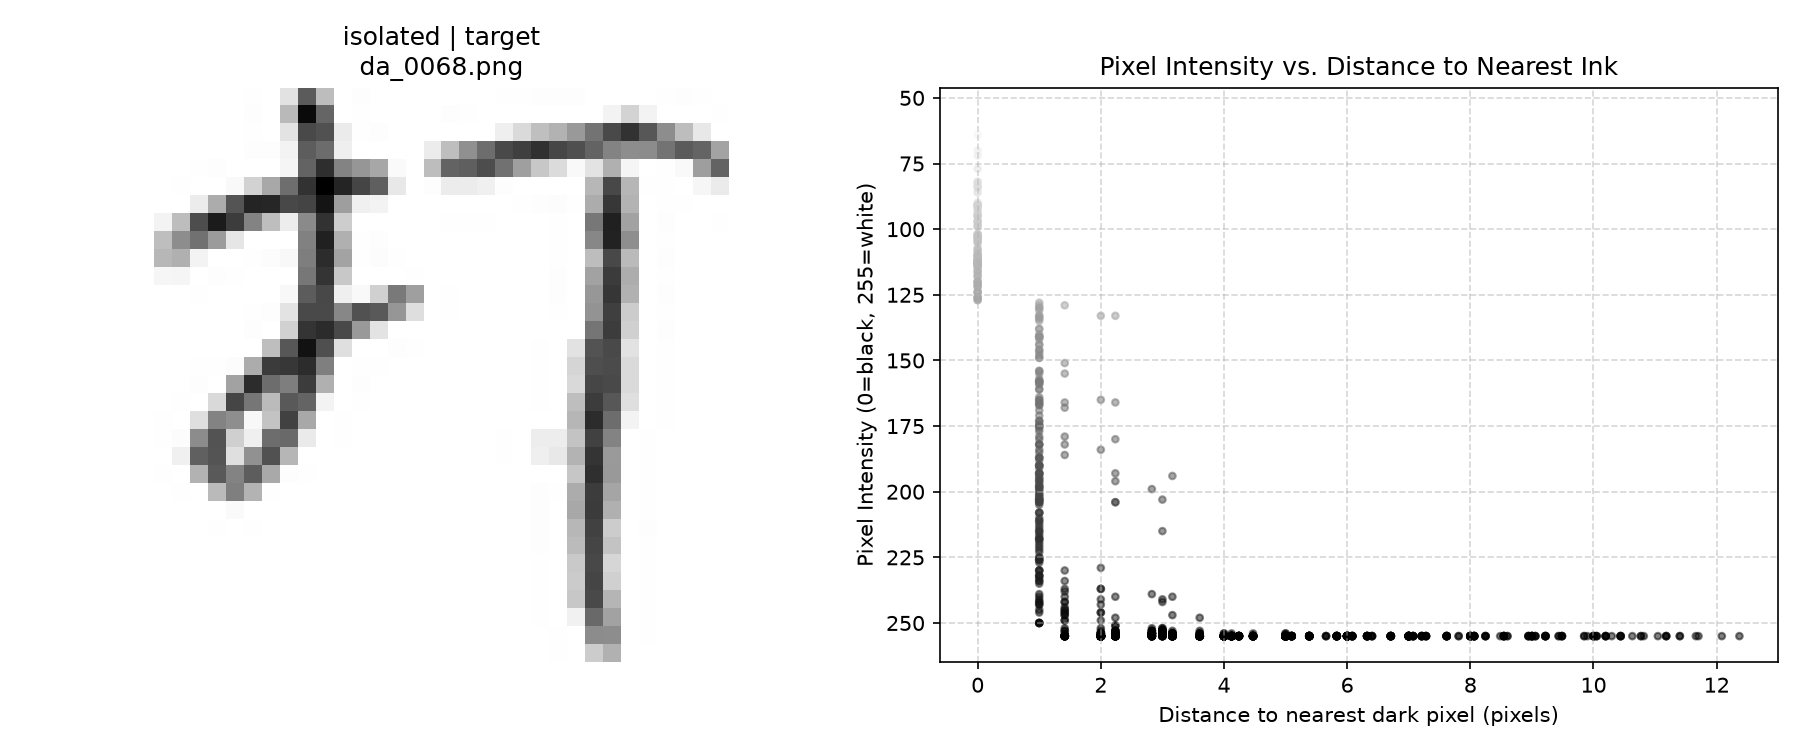 isolated | target
da_0068.png
Pixel Intensity vs. Distance to Nearest Ink
Pixel Intensity (0=black, 255=white)
50
75
100
125
150
175
200
225
250
0 2 4 6 8 10 12
Distance to nearest dark pixel (pixels)